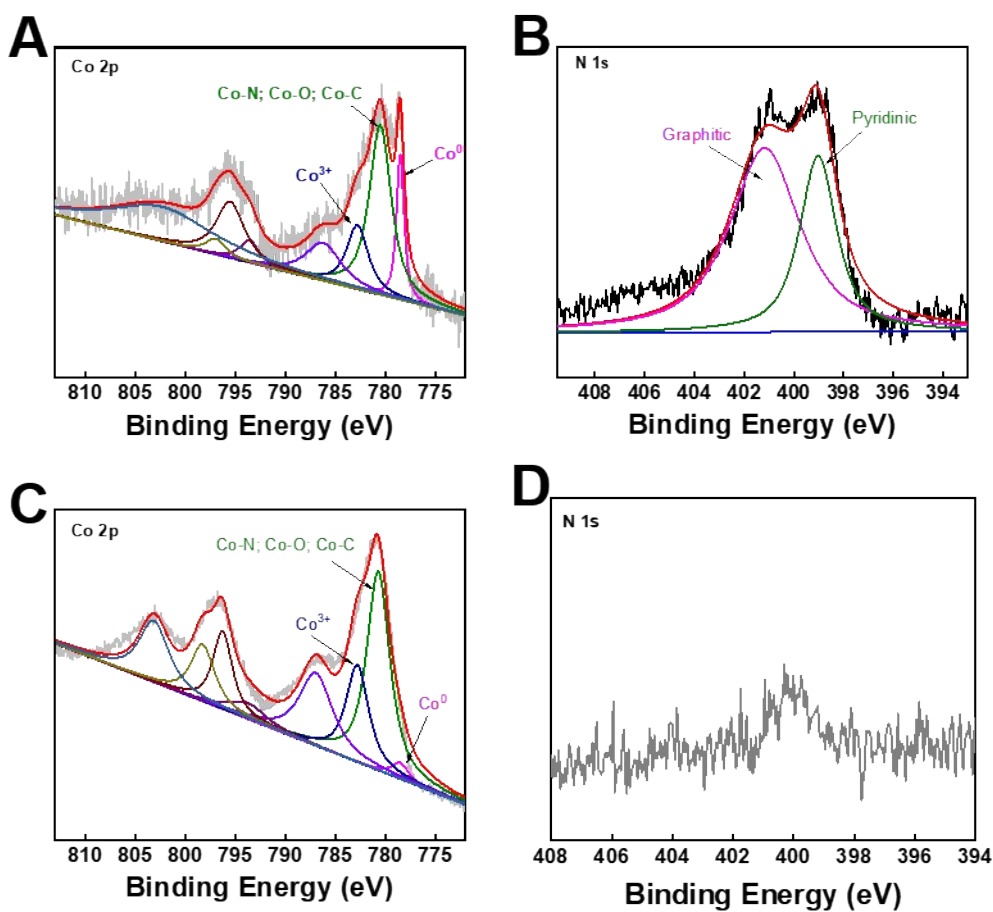 A
Co 2p
Co-N; Co-O; Co-C
Co³⁺
Co⁰
810 805 800 795 790 785 780 775
Binding Energy (eV)
B
N 1s
Graphitic
Pyridinic
408 406 404 402 400 398 396 394
Binding Energy (eV)
C
Co 2p
Co-N; Co-O; Co-C
Co³⁺
Co⁰
810 805 800 795 790 785 780 775
Binding Energy (eV)
D
N 1s
408 406 404 402 400 398 396 394
Binding Energy (eV)